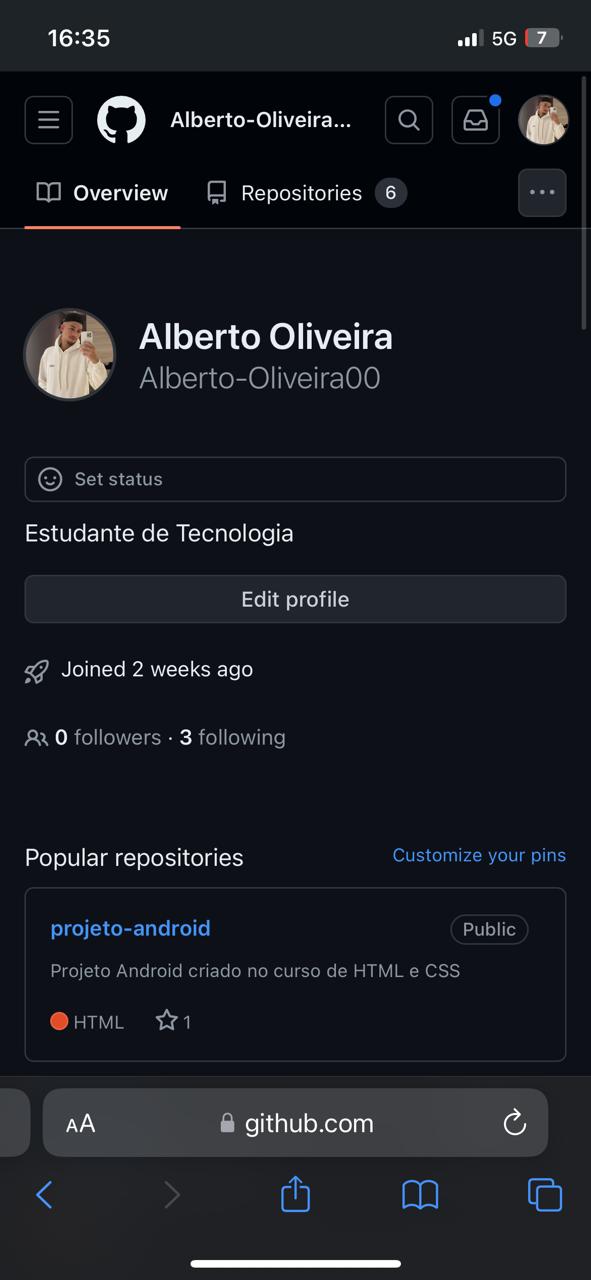 16:35
5G 7
Alberto-Oliveira...
Overview
Repositories 6
Alberto Oliveira
Alberto-Oliveira00
Set status
Estudante de Tecnologia
Edit profile
Joined 2 weeks ago
0 followers · 3 following
Popular repositories
Customize your pins
projeto-android
Public
Projeto Android criado no curso de HTML e CSS
HTML 1
AA github.com